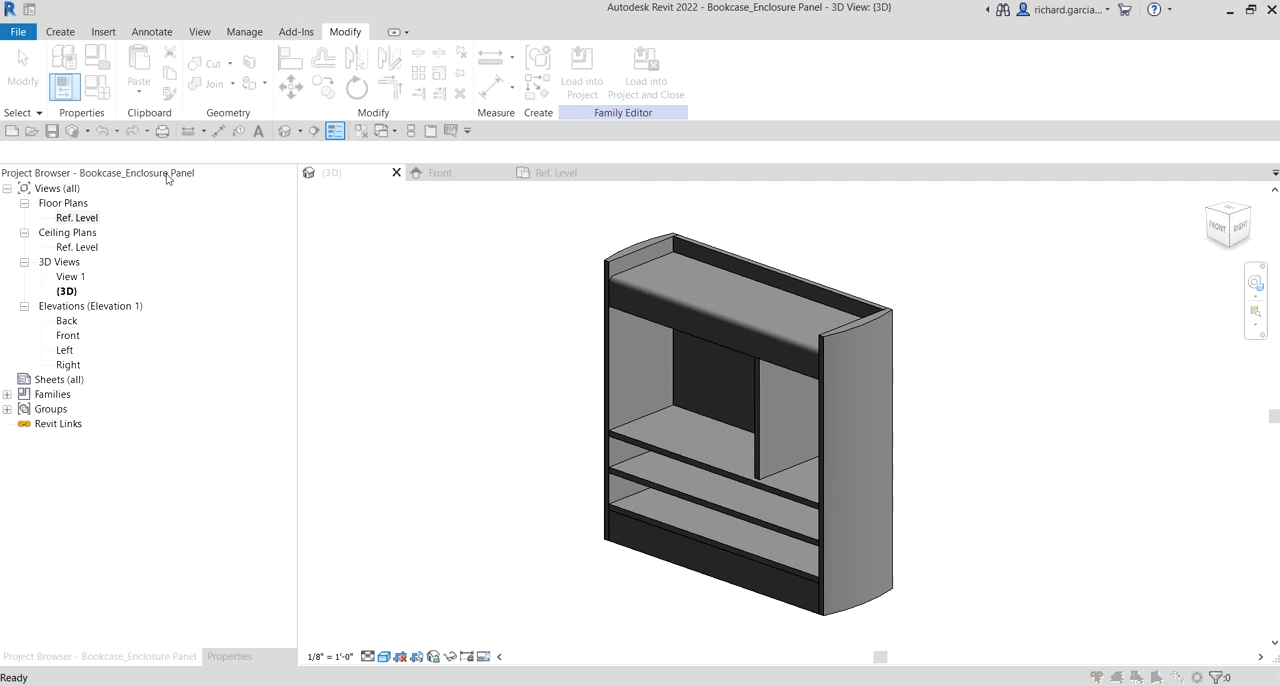 Autodesk Revit 2022 - Bookcase_Enclosure Panel - 3D View: {3D}
richard.garcia...
File Create Insert Annotate View Manage Add-Ins Modify
Modify
Paste
Cut
Join
Load into Project
Load into Project and Close
Select Properties Clipboard Geometry Modify Measure Create Family Editor
Project Browser - Bookcase_Enclosure Panel
{3D}
Front
Ref. Level
Views (all)
Floor Plans
Ref. Level
Ceiling Plans
Ref. Level
3D Views
View 1
{3D}
Elevations (Elevation 1)
Back
Front
Left
Right
Sheets (all)
Families
Groups
Revit Links
FRONT RIGHT
Project Browser - Bookcase_Enclosure Panel Properties
1/8" = 1'-0"
Ready
:0